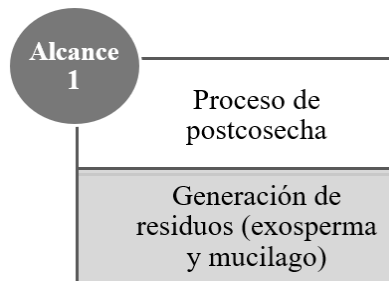 Alcance
1
Proceso de
postcosecha
Generación de
residuos (exosperma
y mucilago)